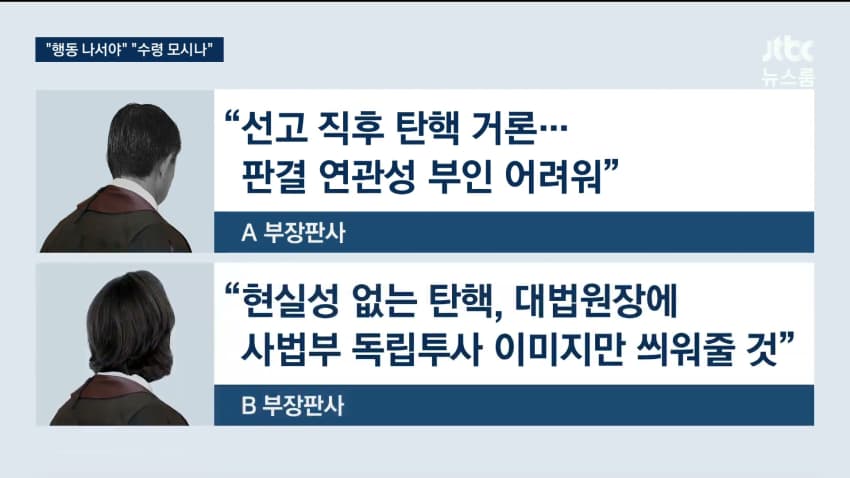 "행동 나서야" "수령 모시나"
jtbc
뉴스룸
“선고 직후 탄핵 거론…
판결 연관성 부인 어려워”
A 부장판사
“현실성 없는 탄핵, 대법원장에
사법부 독립투사 이미지만 씌워줄 것”
B 부장판사